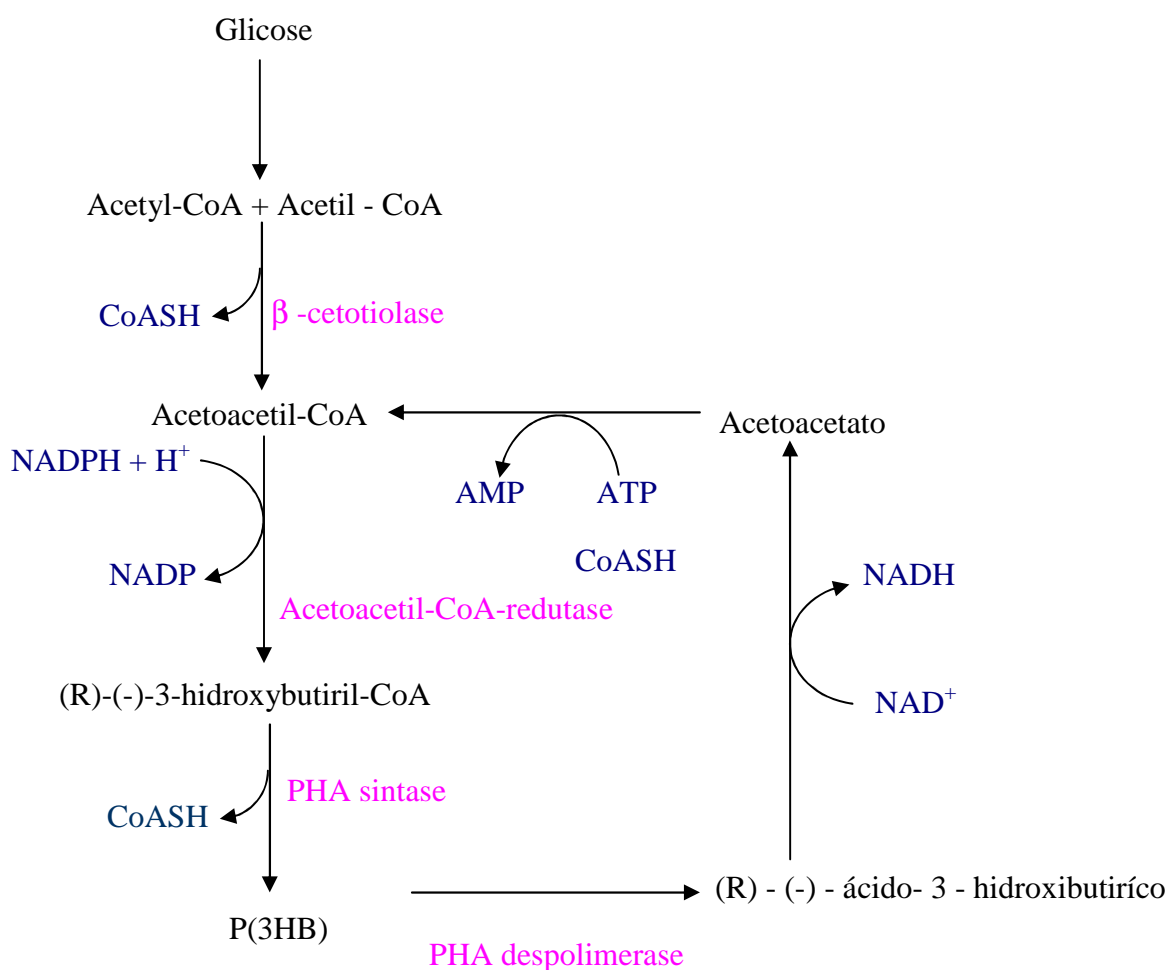 Glicose
Acetyl-CoA + Acetil - CoA
CoASH
β -cetotiolase
Acetoacetil-CoA
Acetoacetato
NADPH + H⁺
AMP
ATP
CoASH
NADP
NADH
Acetoacetil-CoA-redutase
(R)-(-)-3-hidroxybutiril-CoA
NAD⁺
PHA sintase
CoASH
(R) - (-) - ácido- 3 - hidroxibutiríco
P(3HB)
PHA despolimerase